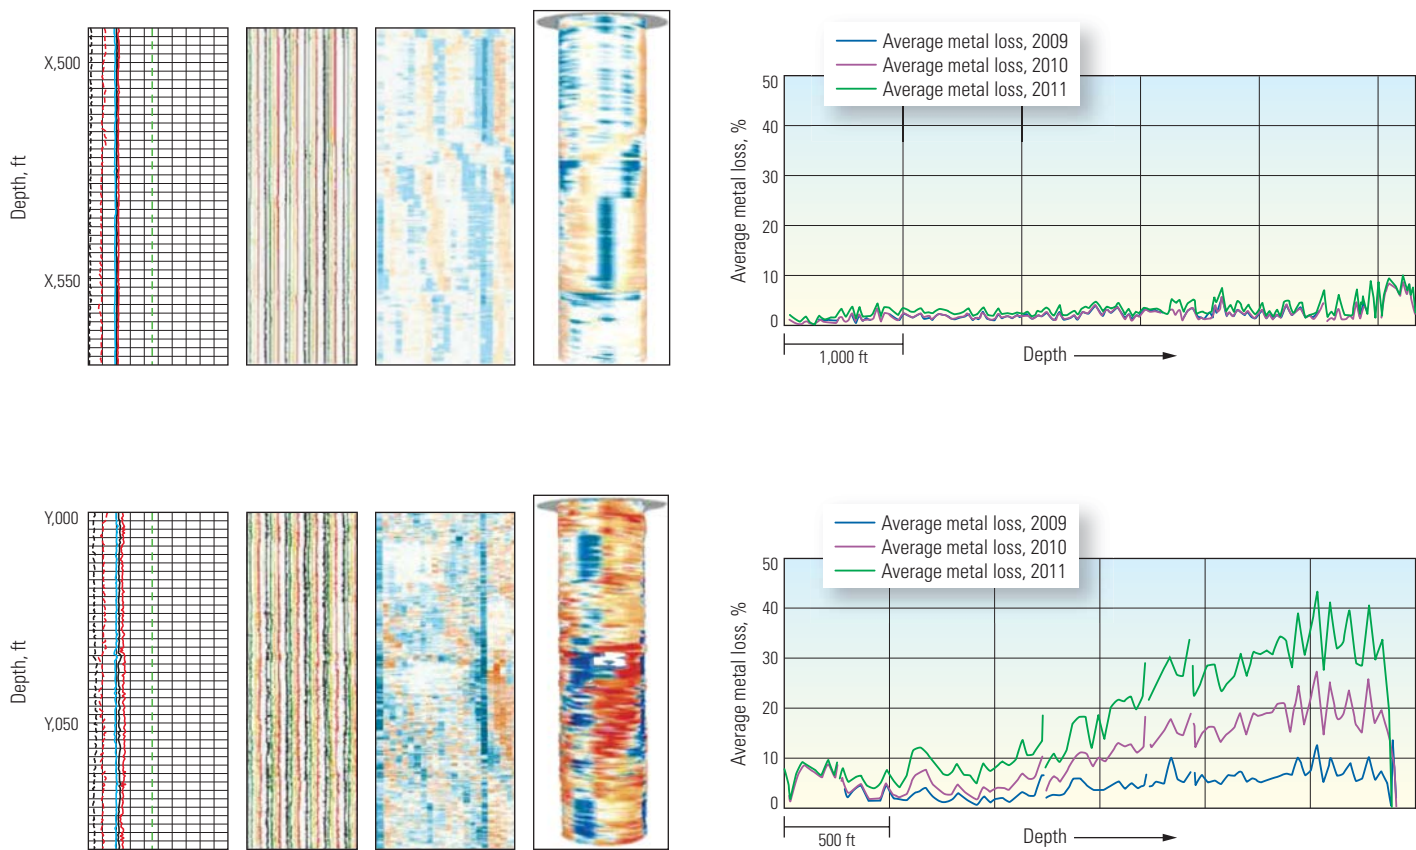 X,500
Depth, ft
X,550
Average metal loss, 2009
Average metal loss, 2010
Average metal loss, 2011
Average metal loss, %
50
40
30
20
10
0
1,000 ft
Depth
Y,000
Depth, ft
Y,050
Average metal loss, 2009
Average metal loss, 2010
Average metal loss, 2011
Average metal loss, %
50
40
30
20
10
0
500 ft
Depth